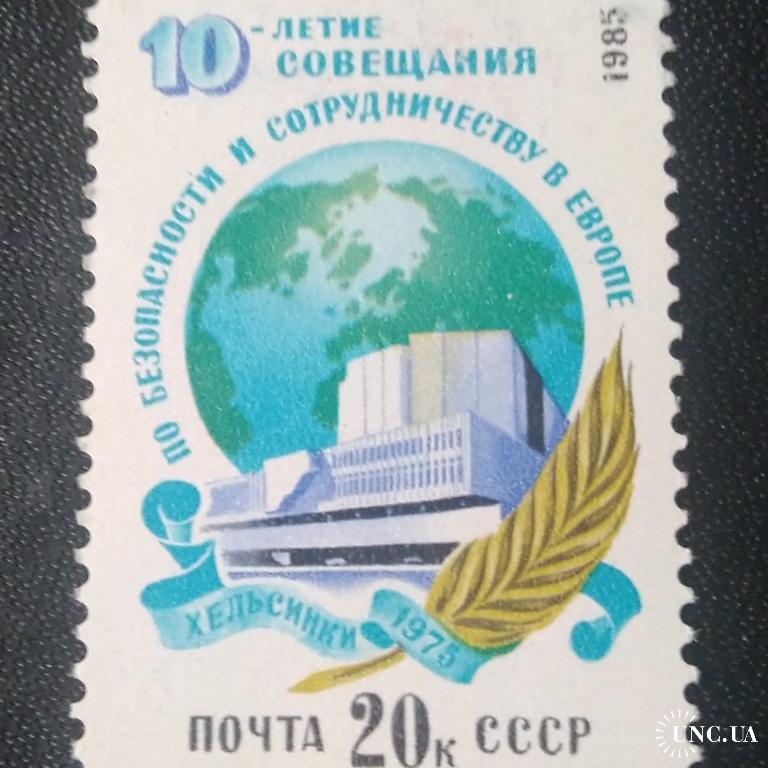 10-ЛЕТИЕ
СОВЕЩАНИЯ
1985
ПО БЕЗОПАСНОСТИ И СОТРУДНИЧЕСТВУ В ЕВРОПЕ
ХЕЛЬСИНКИ 1975
ПОЧТА 20к СССР
UNC.UA